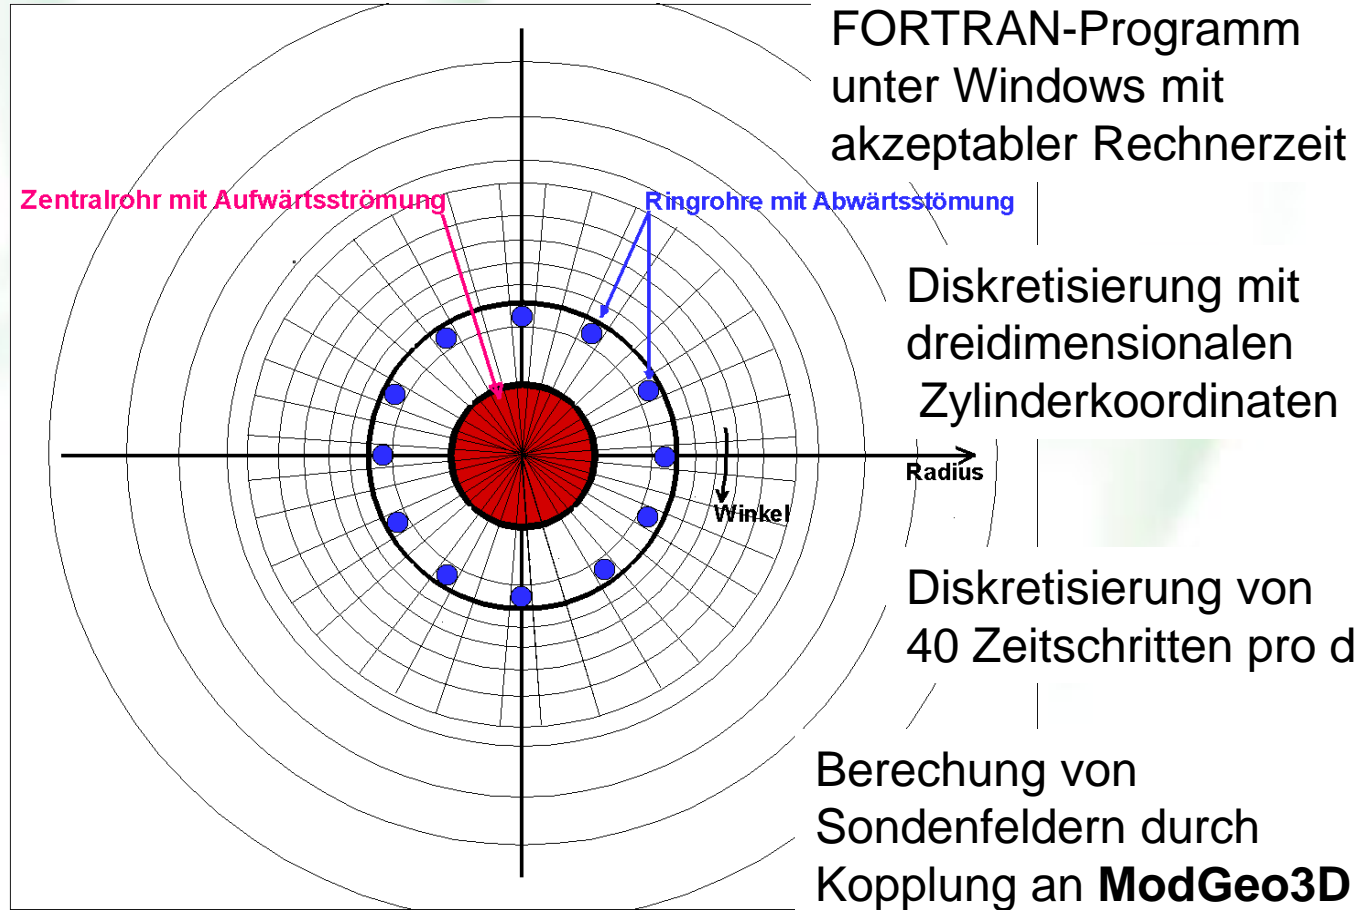 FORTRAN-Programm
unter Windows mit
akzeptabler Rechnerzeit
Zentralrohr mit Aufwärtsströmung
Ringrohre mit Abwärtsstömung
Diskretisierung mit
dreidimensionalen
Zylinderkoordinaten
Radius
Winkel
Diskretisierung von
40 Zeitschritten pro d
Berechung von
Sondenfeldern durch
Kopplung an ModGeo3D